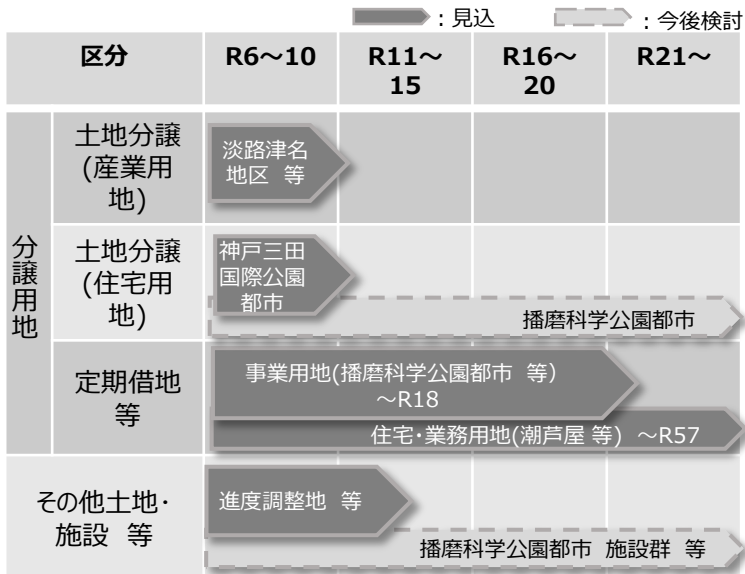 ：見込
：今後検討
区分
R6～10
R11～
15
R16～
20
R21～
分譲用地
土地分譲
(産業用
地)
淡路津名
地区 等
土地分譲
(住宅用
地)
神戸三田
国際公園
都市
播磨科学公園都市
定期借地
等
事業用地(播磨科学公園都市 等）
～R18
住宅・業務用地(潮芦屋 等) ～R57
その他土地・
施設 等
進度調整地 等
播磨科学公園都市 施設群 等